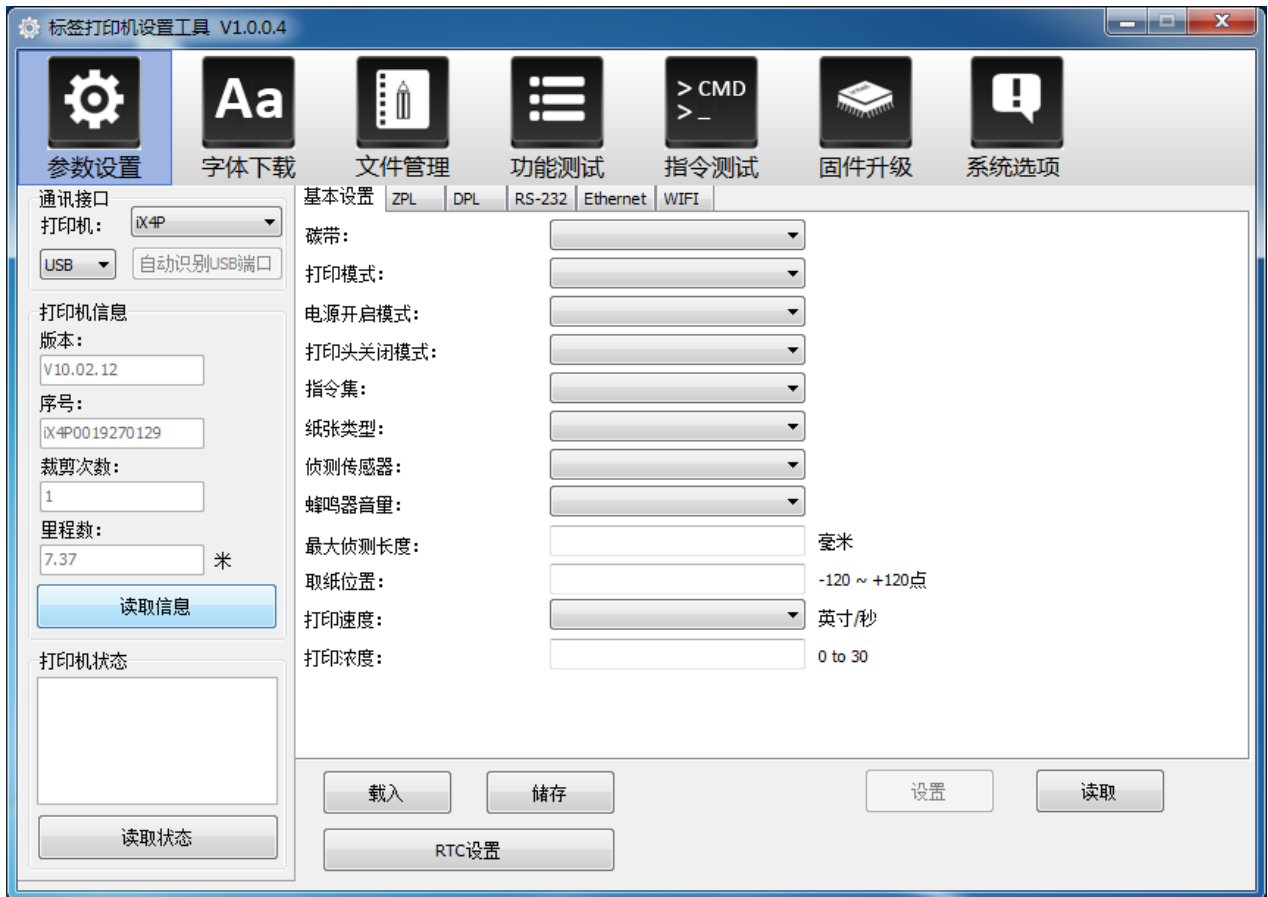 标签打印机设置工具 V1.0.0.4
Aa
> CMD
> _
参数设置 字体下载 文件管理 功能测试 指令测试 固件升级 系统选项
通讯接口
打印机: iX4P
USB 自动识别USB端口
打印机信息
版本:
V10.02.12
序号:
iX4P0019270129
裁剪次数:
1
里程数:
7.37 米
读取信息
打印机状态
读取状态
基本设置 ZPL DPL RS-232 Ethernet WIFI
碳带:
打印模式:
电源开启模式:
打印头关闭模式:
指令集:
纸张类型:
侦测传感器:
蜂鸣器音量:
最大侦测长度: 毫米
取纸位置: -120 ~ +120点
打印速度: 英寸/秒
打印浓度: 0 to 30
载入 储存 设置 读取
RTC设置